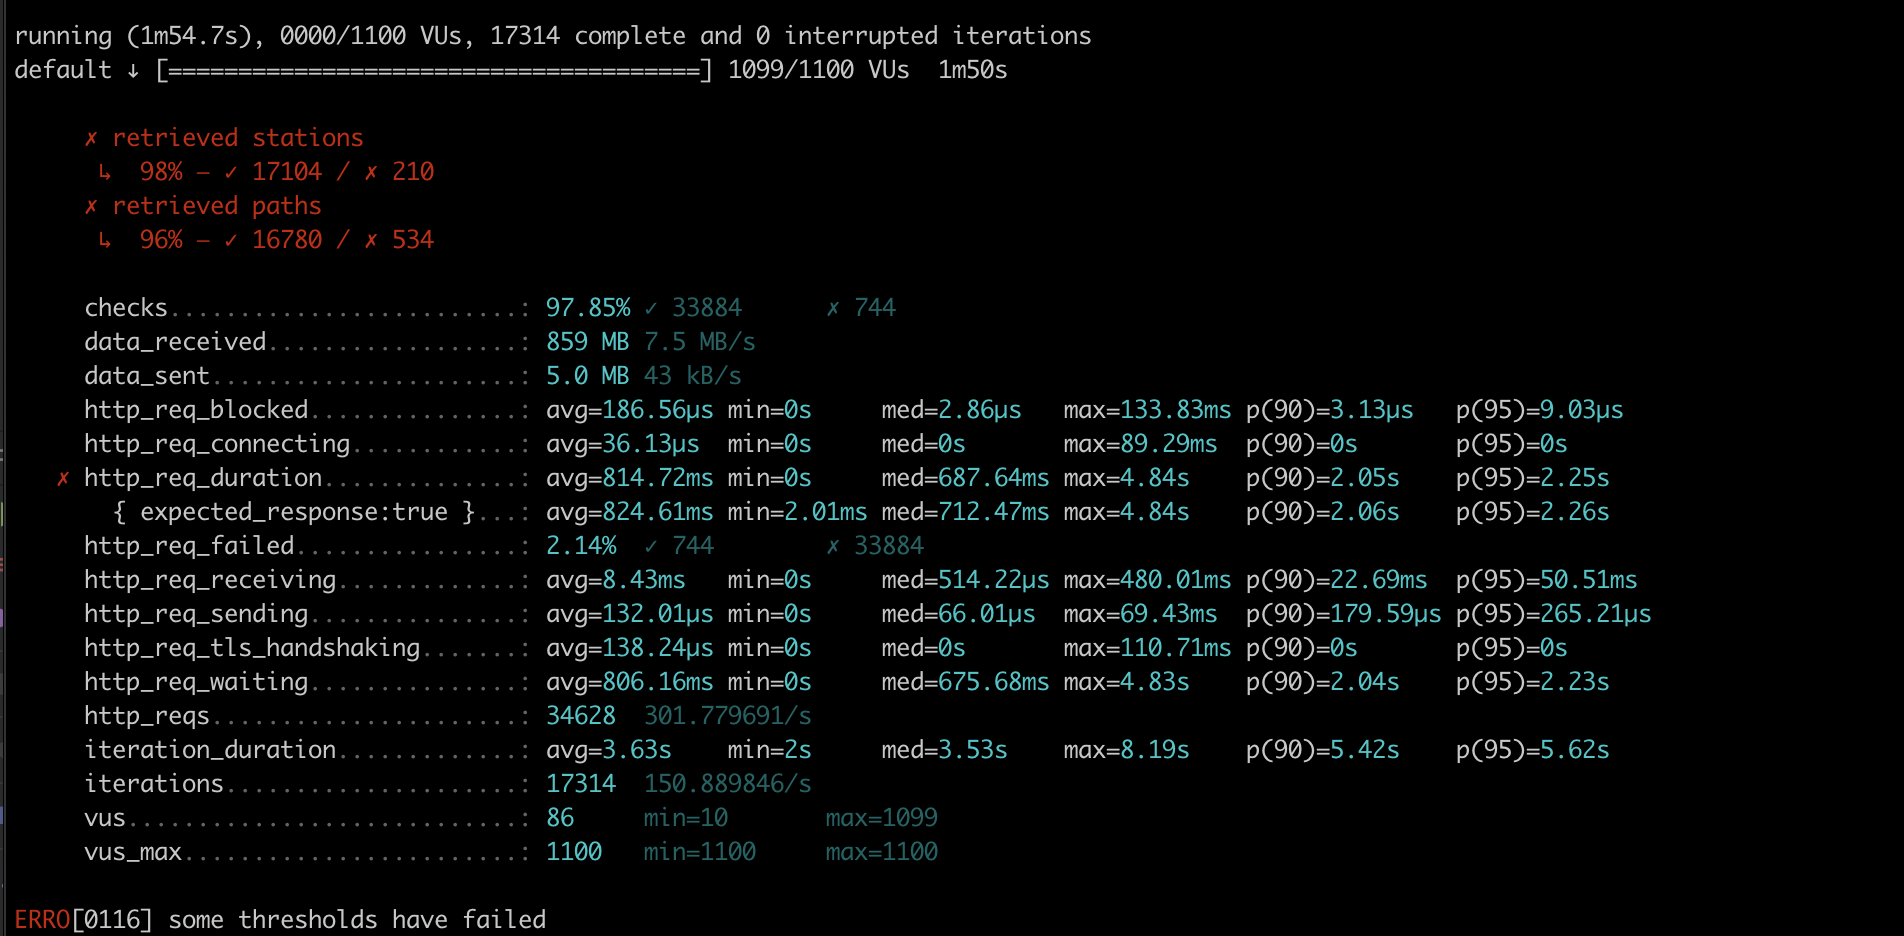 running (1m54.7s), 0000/1100 VUs, 17314 complete and 0 interrupted iterations
default ↓ [======================================] 1099/1100 VUs  1m50s
✗ retrieved stations
↳  98% — ✓ 17104 / ✗ 210
✗ retrieved paths
↳  96% — ✓ 16780 / ✗ 534
checks.........................: 97.85% ✓ 33884      ✗ 744
data_received..................: 859 MB 7.5 MB/s
data_sent......................: 5.0 MB 43 kB/s
http_req_blocked...............: avg=186.56µs min=0s     med=2.86µs   max=133.83ms p(90)=3.13µs   p(95)=9.03µs
http_req_connecting............: avg=36.13µs  min=0s     med=0s       max=89.29ms  p(90)=0s       p(95)=0s
✗ http_req_duration..............: avg=814.72ms min=0s     med=687.64ms max=4.84s    p(90)=2.05s    p(95)=2.25s
{ expected_response:true }...: avg=824.61ms min=2.01ms med=712.47ms max=4.84s    p(90)=2.06s    p(95)=2.26s
http_req_failed................: 2.14%  ✓ 744        ✗ 33884
http_req_receiving.............: avg=8.43ms   min=0s     med=514.22µs max=480.01ms p(90)=22.69ms  p(95)=50.51ms
http_req_sending...............: avg=132.01µs min=0s     med=66.01µs  max=69.43ms  p(90)=179.59µs p(95)=265.21µs
http_req_tls_handshaking.......: avg=138.24µs min=0s     med=0s       max=110.71ms p(90)=0s       p(95)=0s
http_req_waiting...............: avg=806.16ms min=0s     med=675.68ms max=4.83s    p(90)=2.04s    p(95)=2.23s
http_reqs......................: 34628  301.779691/s
iteration_duration.............: avg=3.63s    min=2s     med=3.53s    max=8.19s    p(90)=5.42s    p(95)=5.62s
iterations.....................: 17314  150.889846/s
vus............................: 86     min=10       max=1099
vus_max........................: 1100   min=1100     max=1100
ERRO[0116] some thresholds have failed